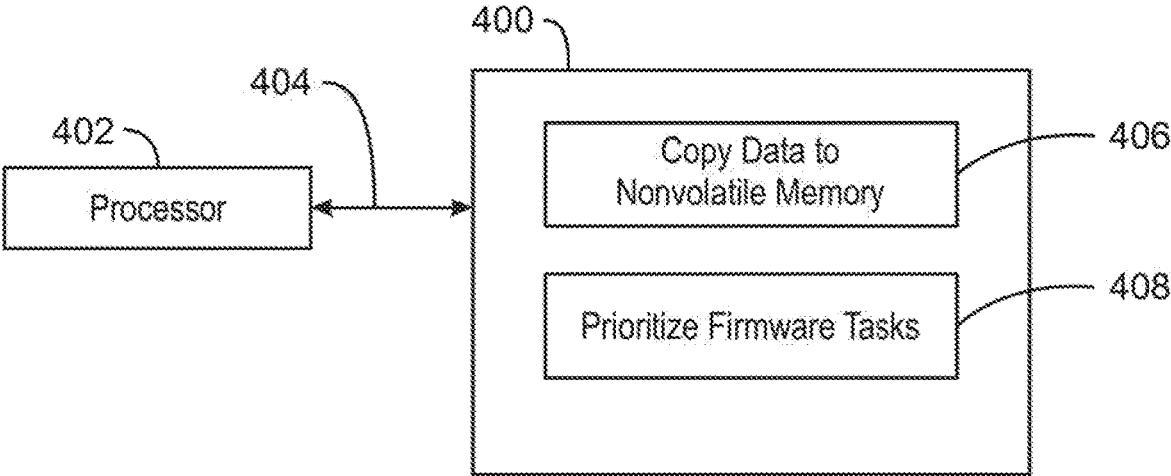 400
404
402
406
Copy Data to
Nonvolatile Memory
Processor
408
Prioritize Firmware Tasks